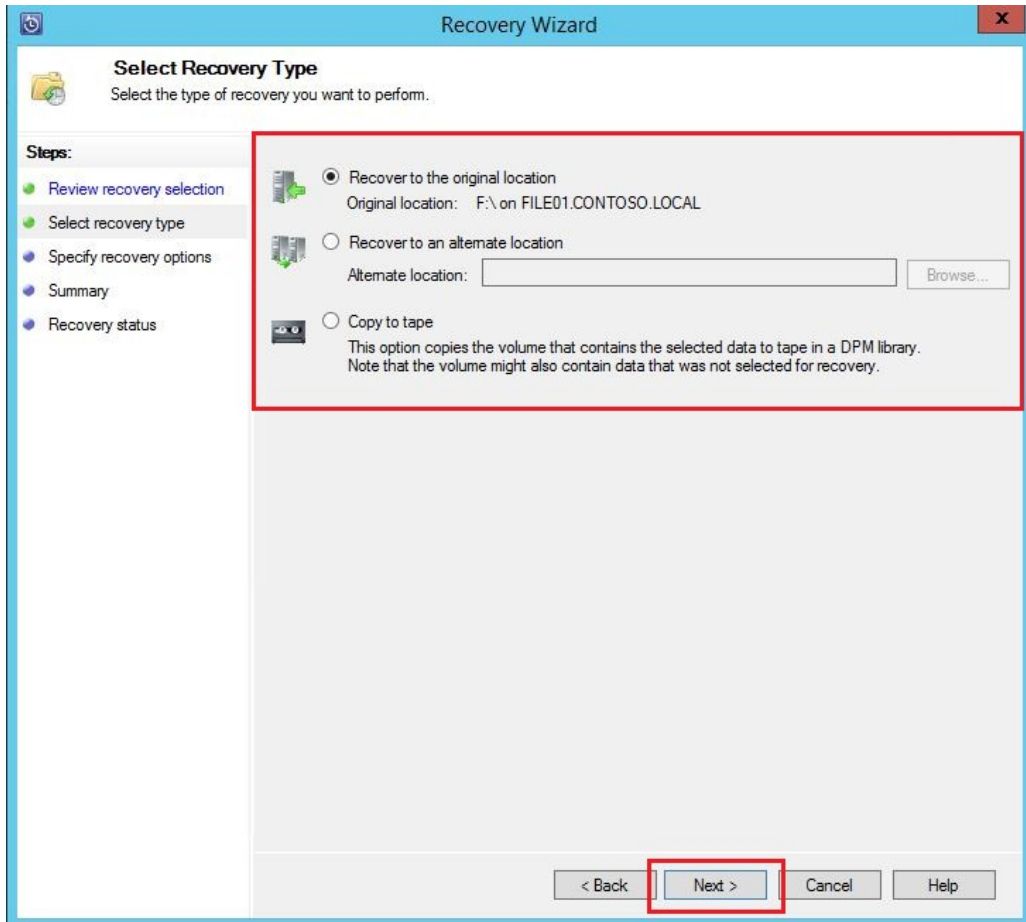 Recovery Wizard
x
Select Recovery Type
Select the type of recovery you want to perform.
Steps:
Review recovery selection
Select recovery type
Specify recovery options
Summary
Recovery status
Recover to the original location
Original location: F:\ on FILE01.CONTOSO.LOCAL
Recover to an alternate location
Alternate location: Browse...
Copy to tape
This option copies the volume that contains the selected data to tape in a DPM library.
Note that the volume might also contain data that was not selected for recovery.
< Back Next > Cancel Help